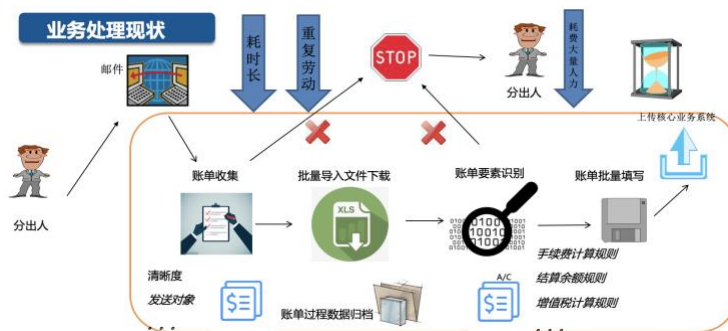 业务处理现状
邮件
耗时长
重复劳动
STOP
分出人
耗费大量人力
上传核心业务系统
分出人
账单收集
批量导入文件下载
账单要素识别
账单批量填写
XLS
清晰度
发送对象
...
账单过程数据归档
A/C
手续费计算规则
结算余额规则
增值税计算规则
...